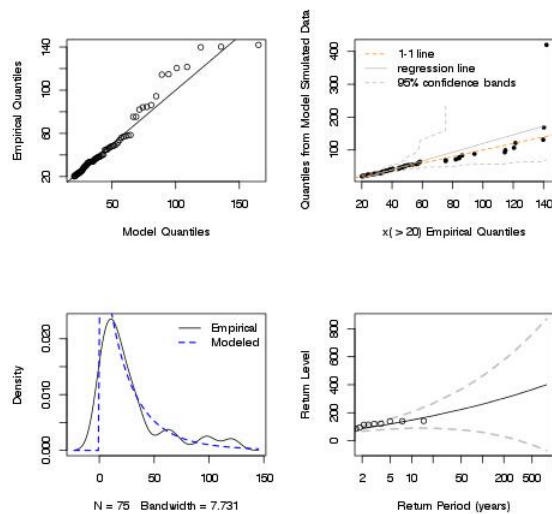 Empirical Quantiles
20
60
100
140
50
100
150
Model Quantiles
Quantiles from Model Simulated Data
100
200
300
400
1-1 line
regression line
95% confidence bands
20
40
60
80
100
120
140
x( > 20) Empirical Quantiles
Density
0.000
0.010
0.020
Empirical
Modeled
0
50
100
150
N = 75 Bandwidth = 7.731
Return Level
0
200
400
600
800
2
5
10
20
50
100
200
500
Return Period (years)